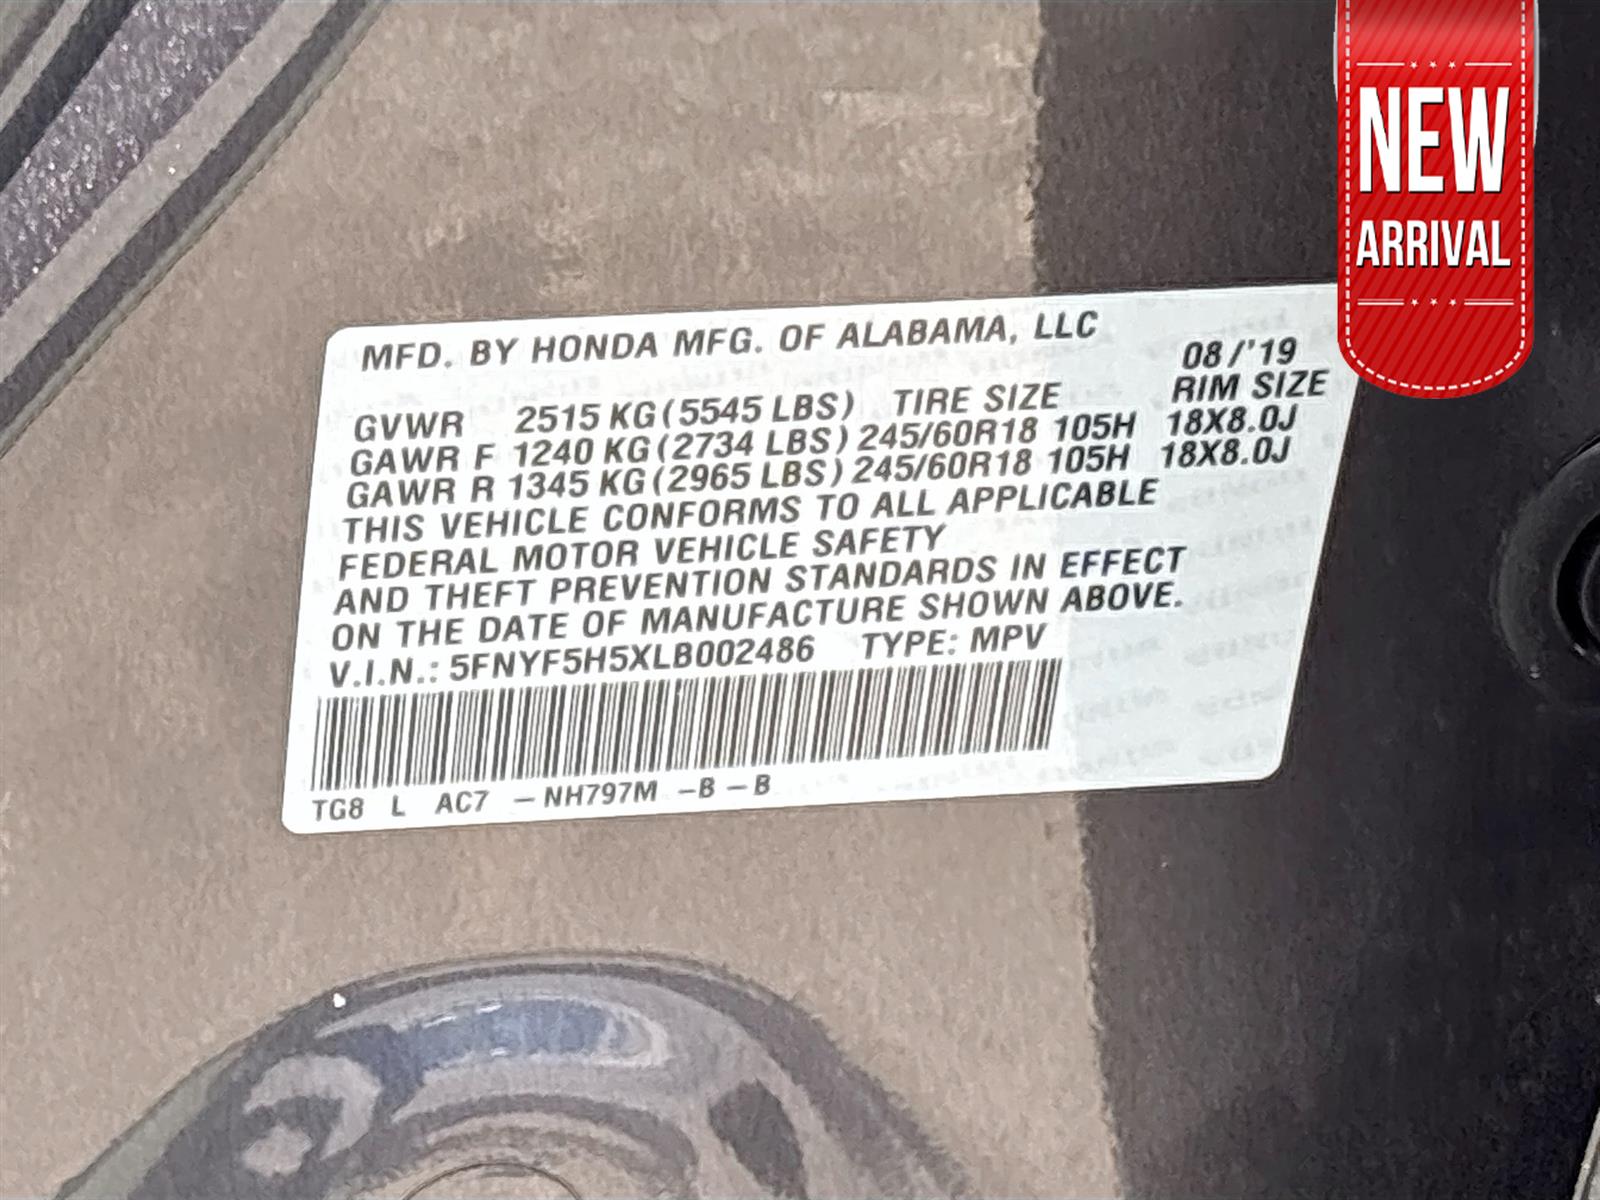 NEW
ARRIVAL
MFD. BY HONDA MFG. OF ALABAMA, LLC
08/'19
GVWR 2515 KG (5545 LBS) TIRE SIZE RIM SIZE
GAWR F 1240 KG (2734 LBS) 245/60R18 105H 18X8.0J
GAWR R 1345 KG (2965 LBS) 245/60R18 105H 18X8.0J
THIS VEHICLE CONFORMS TO ALL APPLICABLE
FEDERAL MOTOR VEHICLE SAFETY
AND THEFT PREVENTION STANDARDS IN EFFECT
ON THE DATE OF MANUFACTURE SHOWN ABOVE.
V.I.N.: 5FNYF5H5XLB002486 TYPE: MPV
TG8 L AC7 – NH797M – B – B